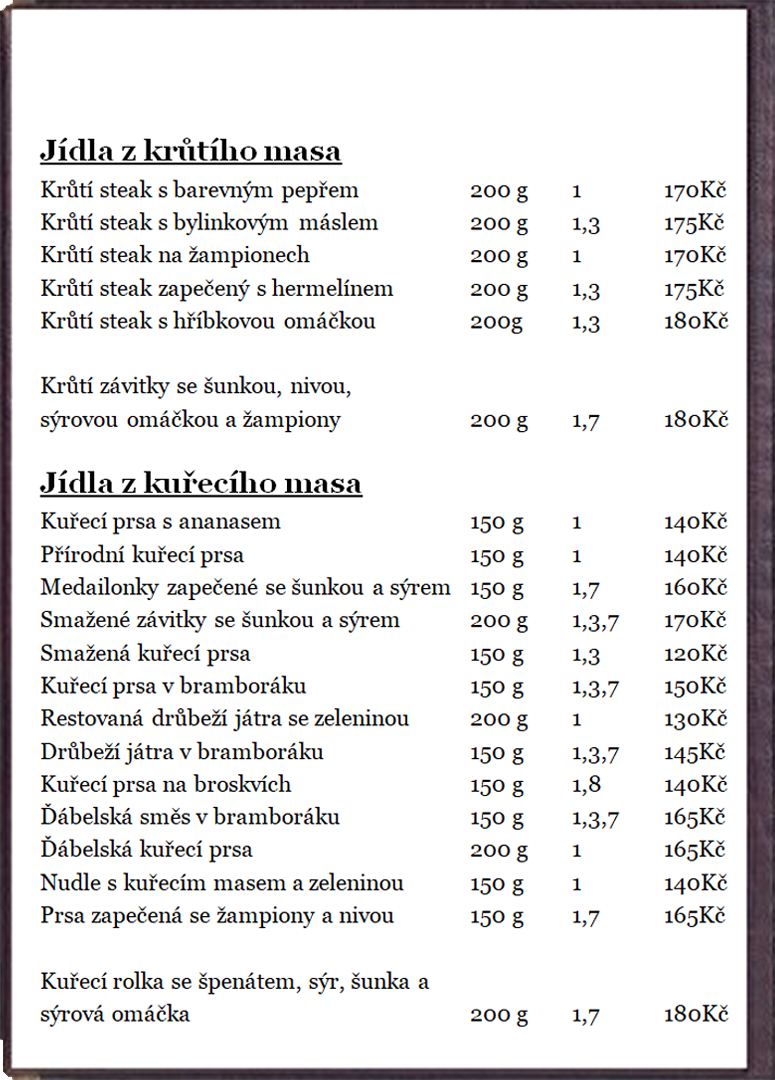 Jídla z krůtího masa
Krůtí steak s barevným pepřem 200 g 1 170Kč
Krůtí steak s bylinkovým máslem 200 g 1,3 175Kč
Krůtí steak na žampionech 200 g 1 170Kč
Krůtí steak zapečený s hermelínem 200 g 1,3 175Kč
Krůtí steak s hříbkovou omáčkou 200g 1,3 180Kč
Krůtí závitky se šunkou, nivou,
sýrovou omáčkou a žampiony 200 g 1,7 180Kč
Jídla z kuřecího masa
Kuřecí prsa s ananasem 150 g 1 140Kč
Přírodní kuřecí prsa 150 g 1 140Kč
Medailonky zapečené se šunkou a sýrem 150 g 1,7 160Kč
Smažené závitky se šunkou a sýrem 200 g 1,3,7 170Kč
Smažená kuřecí prsa 150 g 1,3 120Kč
Kuřecí prsa v bramboráku 150 g 1,3,7 150Kč
Restovaná drůbeží játra se zeleninou 200 g 1 130Kč
Drůbeží játra v bramboráku 150 g 1,3,7 145Kč
Kuřecí prsa na broskvích 150 g 1,8 140Kč
Ďábelská směs v bramboráku 150 g 1,3,7 165Kč
Ďábelská kuřecí prsa 200 g 1 165Kč
Nudle s kuřecím masem a zeleninou 150 g 1 140Kč
Prsa zapečená se žampiony a nivou 150 g 1,7 165Kč
Kuřecí rolka se špenátem, sýr, šunka a
sýrová omáčka 200 g 1,7 180Kč